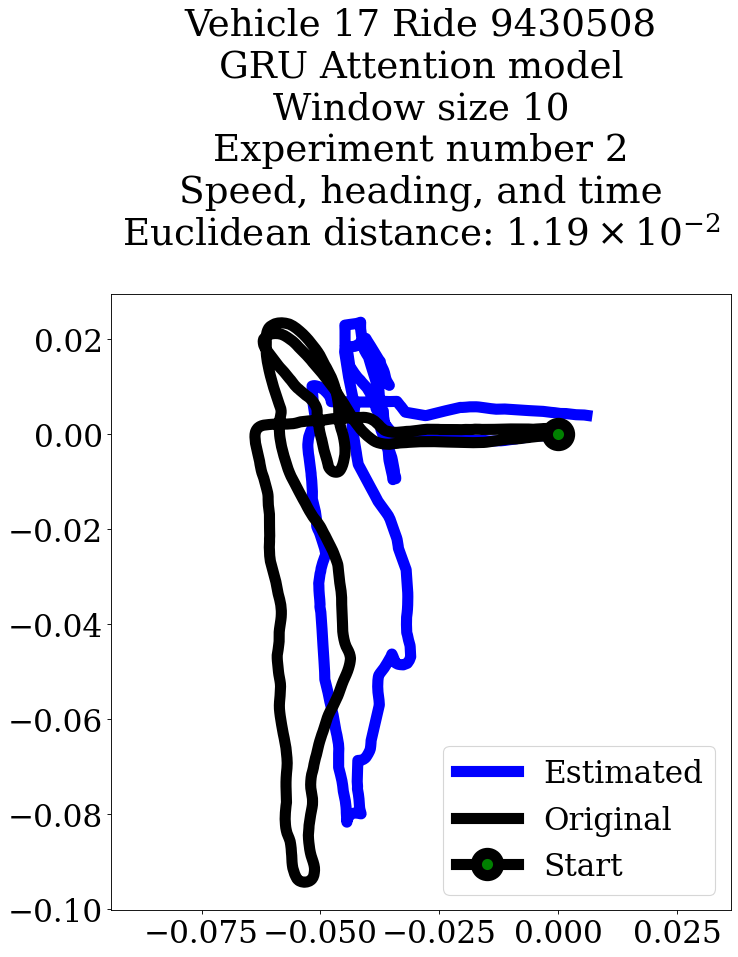 Vehicle 17 Ride 9430508
GRU Attention model
Window size 10
Experiment number 2
Speed, heading, and time
Euclidean distance: 1.19 × 10⁻²
0.02
0.00
−0.02
−0.04
−0.06
−0.08
−0.10
Estimated
Original
Start
−0.075 −0.050 −0.025 0.000 0.025